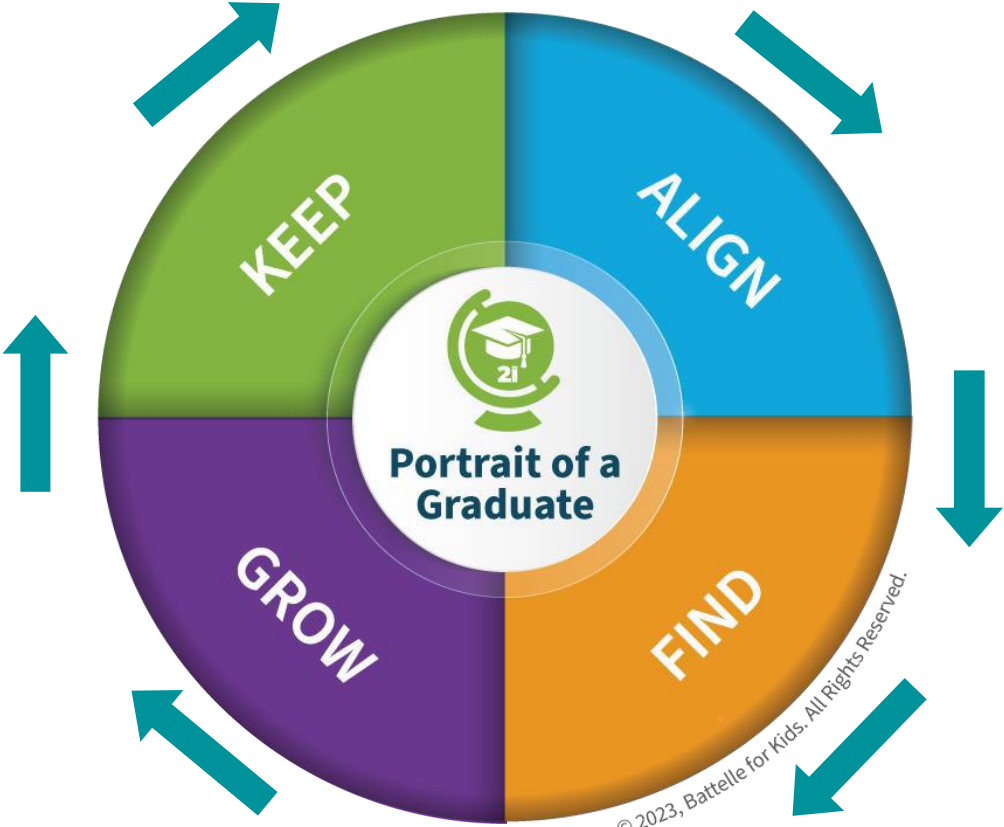 KEEP
ALIGN
2i
Portrait of a
Graduate
GROW
FIND
© 2023, Battelle for Kids. All Rights Reserved.